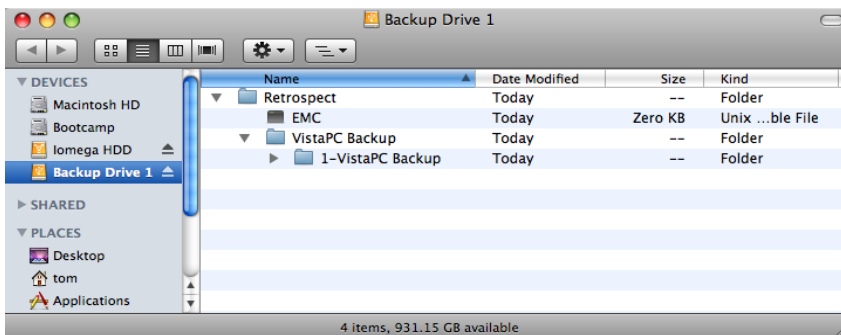 Backup Drive 1
DEVICES
Macintosh HD
Bootcamp
Iomega HDD
Backup Drive 1
SHARED
PLACES
Desktop
tom
Applications
Name Date Modified Size Kind
Retrospect Today -- Folder
EMC Today Zero KB Unix ...ble File
VistaPC Backup Today -- Folder
1-VistaPC Backup Today -- Folder
4 items, 931.15 GB available